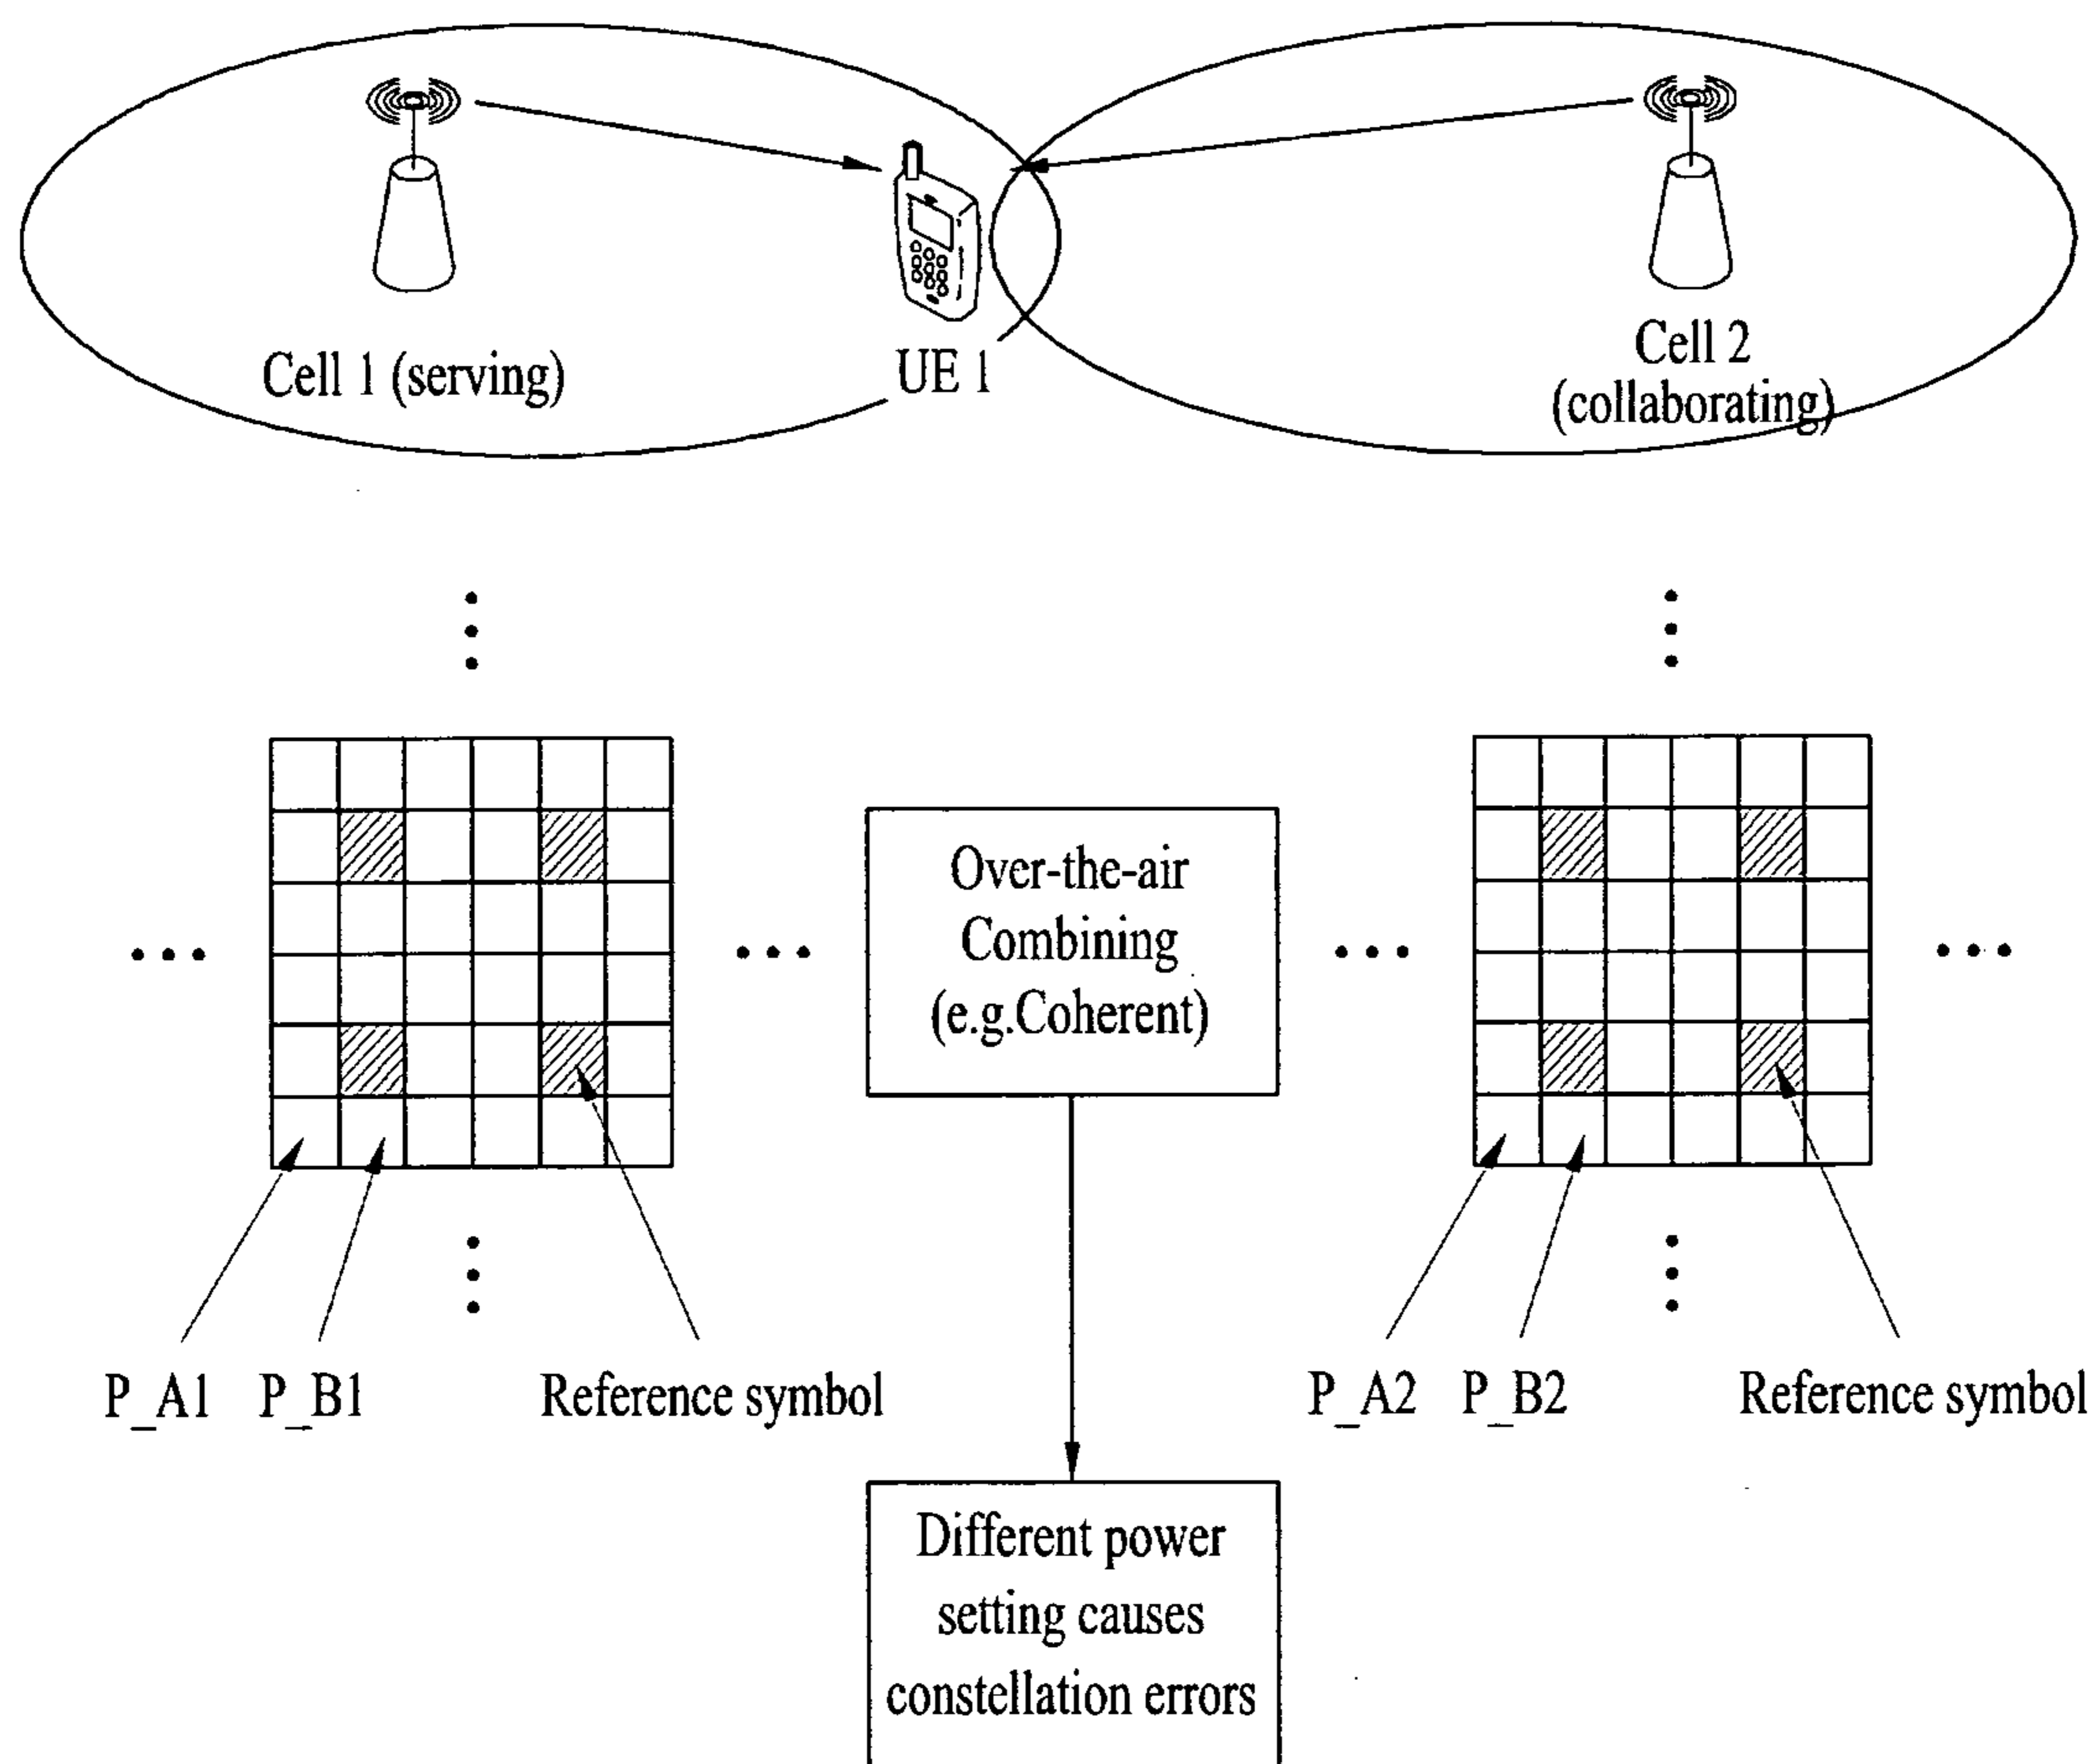 Cell 1 (serving)
UE 1
Cell 2
(collaborating)
Over-the-air
Combining
(e.g.Coherent)
P_A1
P_B1
Reference symbol
P_A2
P_B2
Reference symbol
Different power
setting causes
constellation errors